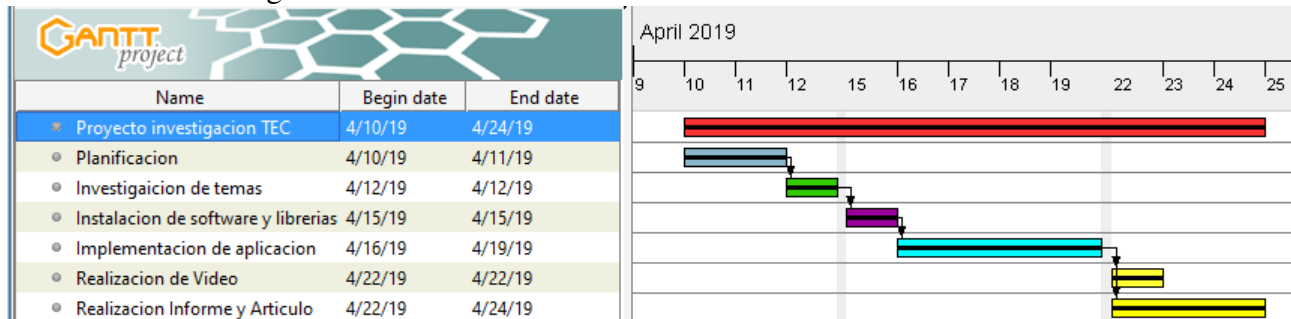 GANTT project
April 2019
9 10 11 12 15 16 17 18 19 22 23 24 25
Name Begin date End date
Proyecto investigacion TEC 4/10/19 4/24/19
Planificacion 4/10/19 4/11/19
Investigaicion de temas 4/12/19 4/12/19
Instalacion de software y librerias 4/15/19 4/15/19
Implementacion de aplicacion 4/16/19 4/19/19
Realizacion de Video 4/22/19 4/22/19
Realizacion Informe y Articulo 4/22/19 4/24/19